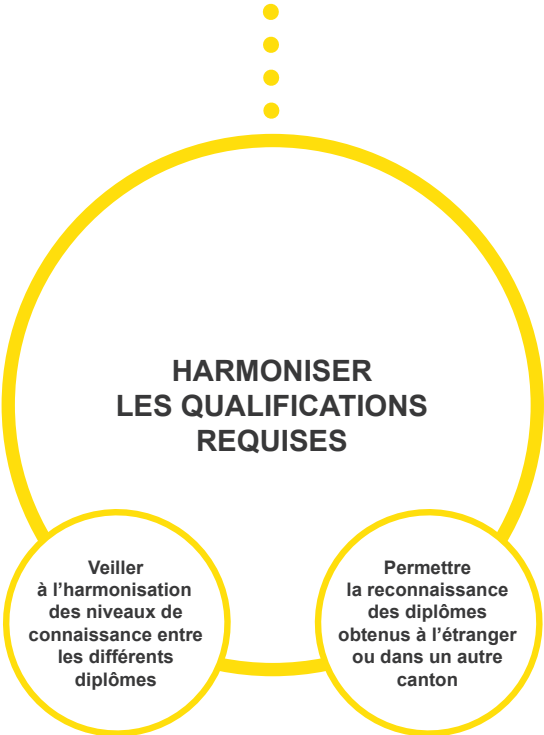 HARMONISER
LES QUALIFICATIONS
REQUISES
Veiller
à l'harmonisation
des niveaux de
connaissance entre
les différents
diplômes
Permettre
la reconnaissance
des diplômes
obtenus à l'étranger
ou dans un autre
canton